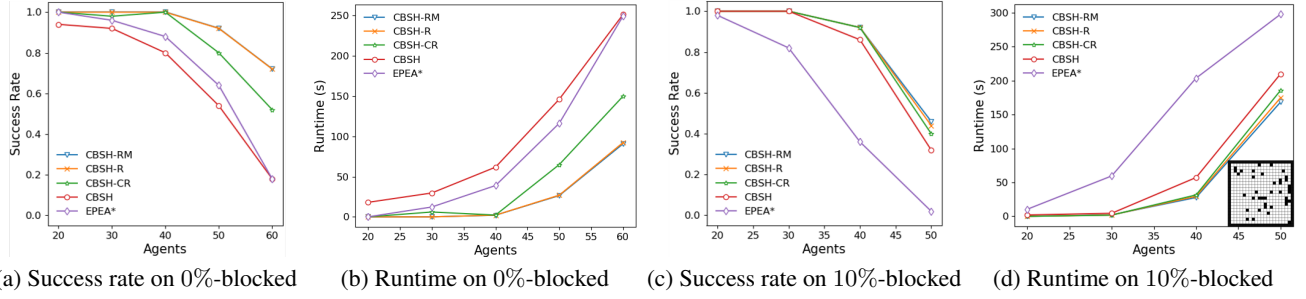 1.0
0.8
0.6
0.4
0.2
0.0
Success Rate
CBSH-RM
CBSH-R
CBSH-CR
CBSH
EPEA*
20 25 30 35 40 45 50 55 60
Agents
(a) Success rate on 0%-blocked
250
200
150
100
50
0
Runtime (s)
CBSH-RM
CBSH-R
CBSH-CR
CBSH
EPEA*
20 25 30 35 40 45 50 55 60
Agents
(b) Runtime on 0%-blocked
1.0
0.8
0.6
0.4
0.2
0.0
Success Rate
CBSH-RM
CBSH-R
CBSH-CR
CBSH
EPEA*
20 25 30 35 40 45 50
Agents
(c) Success rate on 10%-blocked
300
250
200
150
100
50
0
Runtime (s)
CBSH-RM
CBSH-R
CBSH-CR
CBSH
EPEA*
20 25 30 35 40 45 50
Agents
(d) Runtime on 10%-blocked